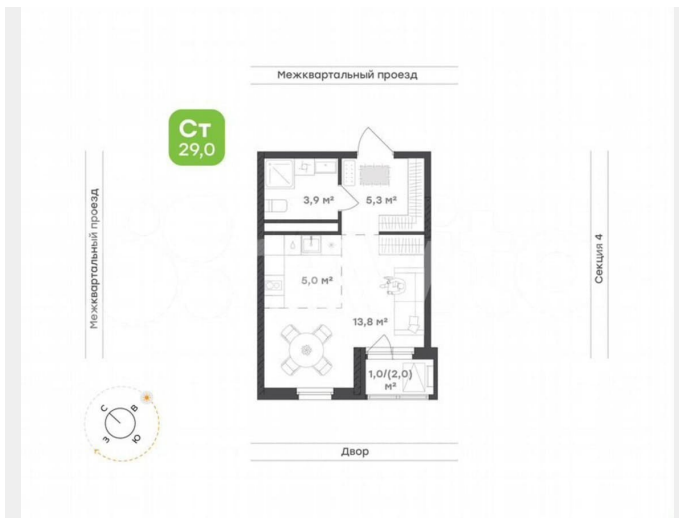 Межквартальный проезд
Ст
29,0
3,9 м²
5,3 м²
Межквартальный проезд
Секция 4
5,0 м²
13,8 м²
1,0/(2,0)
м²
С
В
З
Ю
Двор